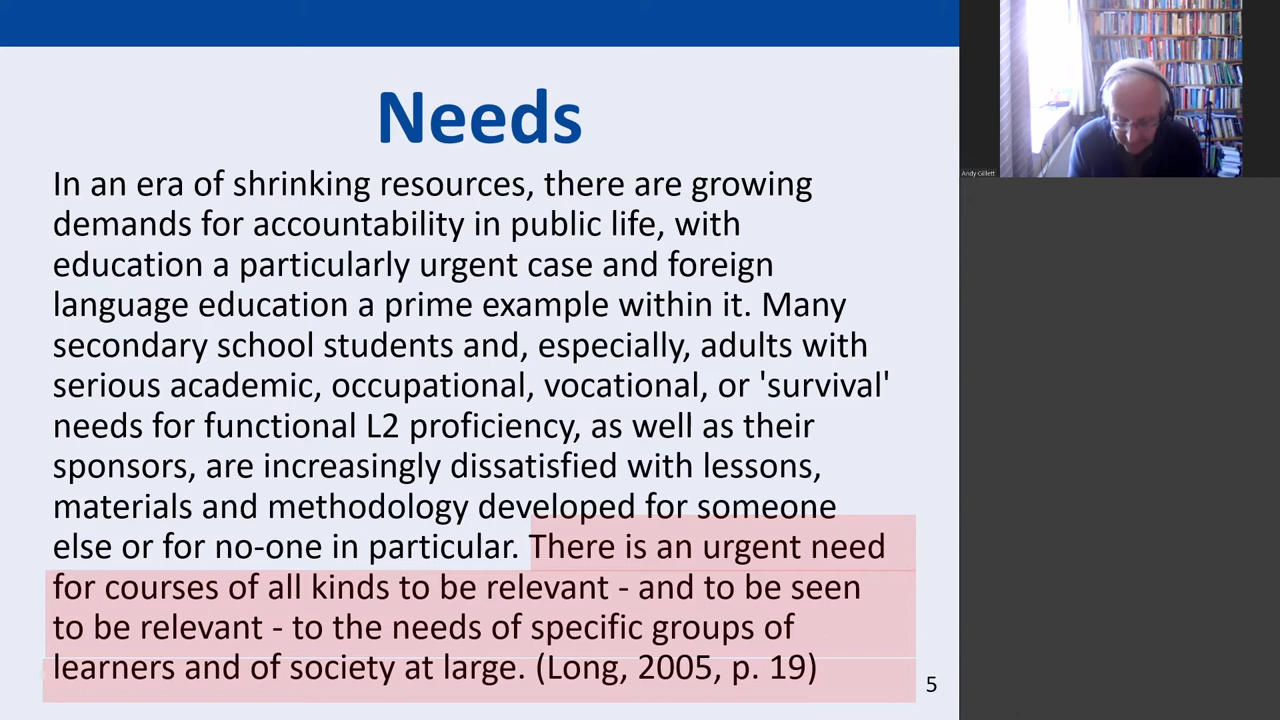 Needs
In an era of shrinking resources, there are growing
demands for accountability in public life, with
education a particularly urgent case and foreign
language education a prime example within it. Many
secondary school students and, especially, adults with
serious academic, occupational, vocational, or 'survival'
needs for functional L2 proficiency, as well as their
sponsors, are increasingly dissatisfied with lessons,
materials and methodology developed for someone
else or for no-one in particular. There is an urgent need
for courses of all kinds to be relevant - and to be seen
to be relevant - to the needs of specific groups of
learners and of society at large. (Long, 2005, p. 19)
5
Andy Gillett